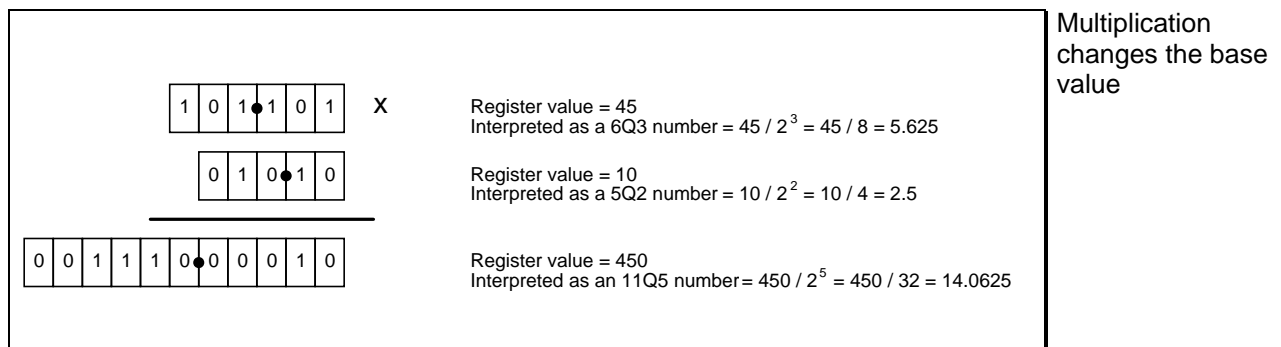 Multiplication
changes the base
value
1 0 1 1 0 1 x
Register value = 45
Interpreted as a 6Q3 number = 45 / 2^3 = 45 / 8 = 5.625
0 1 0 1 0
Register value = 10
Interpreted as a 5Q2 number = 10 / 2^2 = 10 / 4 = 2.5
0 0 1 1 1 0 0 0 0 1 0
Register value = 450
Interpreted as an 11Q5 number = 450 / 2^5 = 450 / 32 = 14.0625